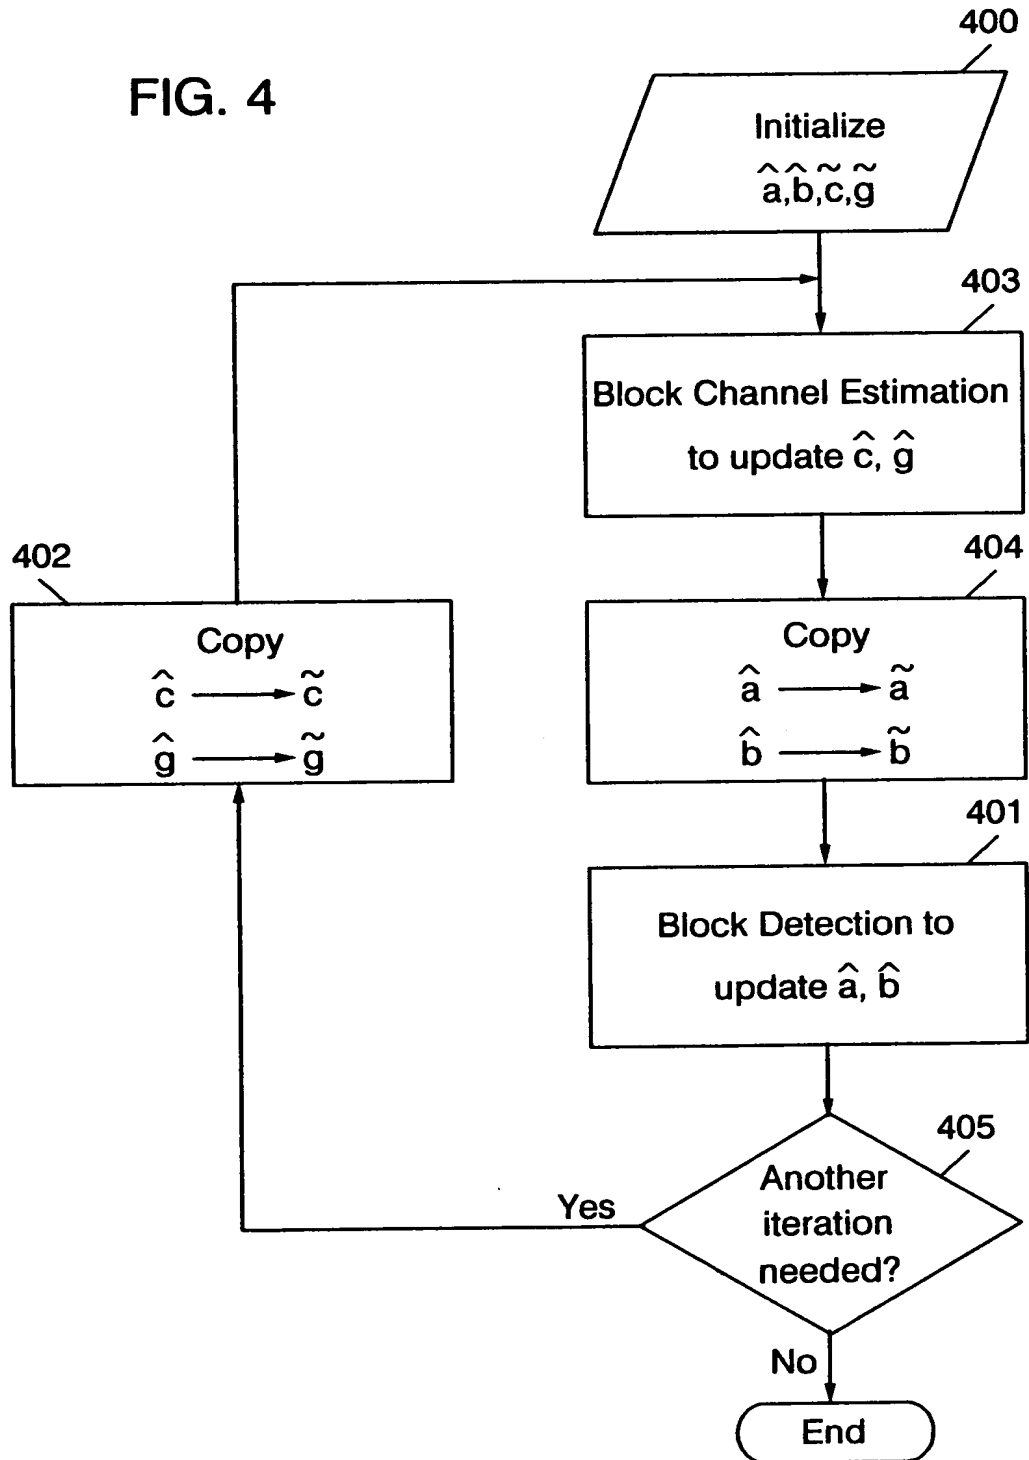 FIG. 4
400
Initialize
â,b̂,c̃,g̃
403
Block Channel Estimation
to update ĉ, ĝ
402
Copy
ĉ → c̃
ĝ → g̃
404
Copy
â → ã
b̂ → b̃
401
Block Detection to
update â, b̂
405
Another
iteration
needed?
Yes
No
End